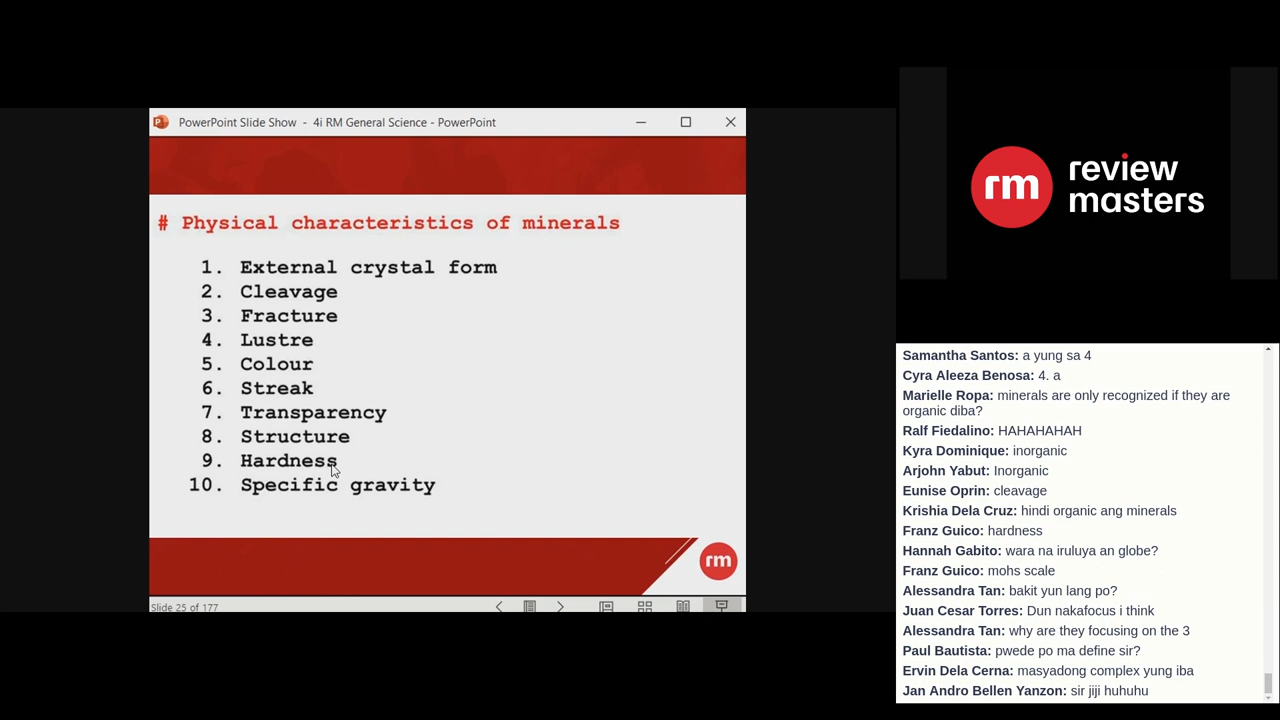 PowerPoint Slide Show - 4i RM General Science - PowerPoint
# Physical characteristics of minerals
1. External crystal form
2. Cleavage
3. Fracture
4. Lustre
5. Colour
6. Streak
7. Transparency
8. Structure
9. Hardness
10. Specific gravity
rm
Slide 25 of 177
rm
review
masters
Samantha Santos: a yung sa 4
Cyra Aleeza Benosa: 4. a
Marielle Ropa: minerals are only recognized if they are
organic diba?
Ralf Fiedalino: HAHAHAHAH
Kyra Dominique: inorganic
Arjohn Yabut: Inorganic
Eunise Oprin: cleavage
Krishia Dela Cruz: hindi organic ang minerals
Franz Guico: hardness
Hannah Gabito: wara na iruluya an globe?
Franz Guico: mohs scale
Alessandra Tan: bakit yun lang po?
Juan Cesar Torres: Dun nakafocus i think
Alessandra Tan: why are they focusing on the 3
Paul Bautista: pwede po ma define sir?
Ervin Dela Cerna: masyadong complex yung iba
Jan Andro Bellen Yanzon: sir jiji huhuhu